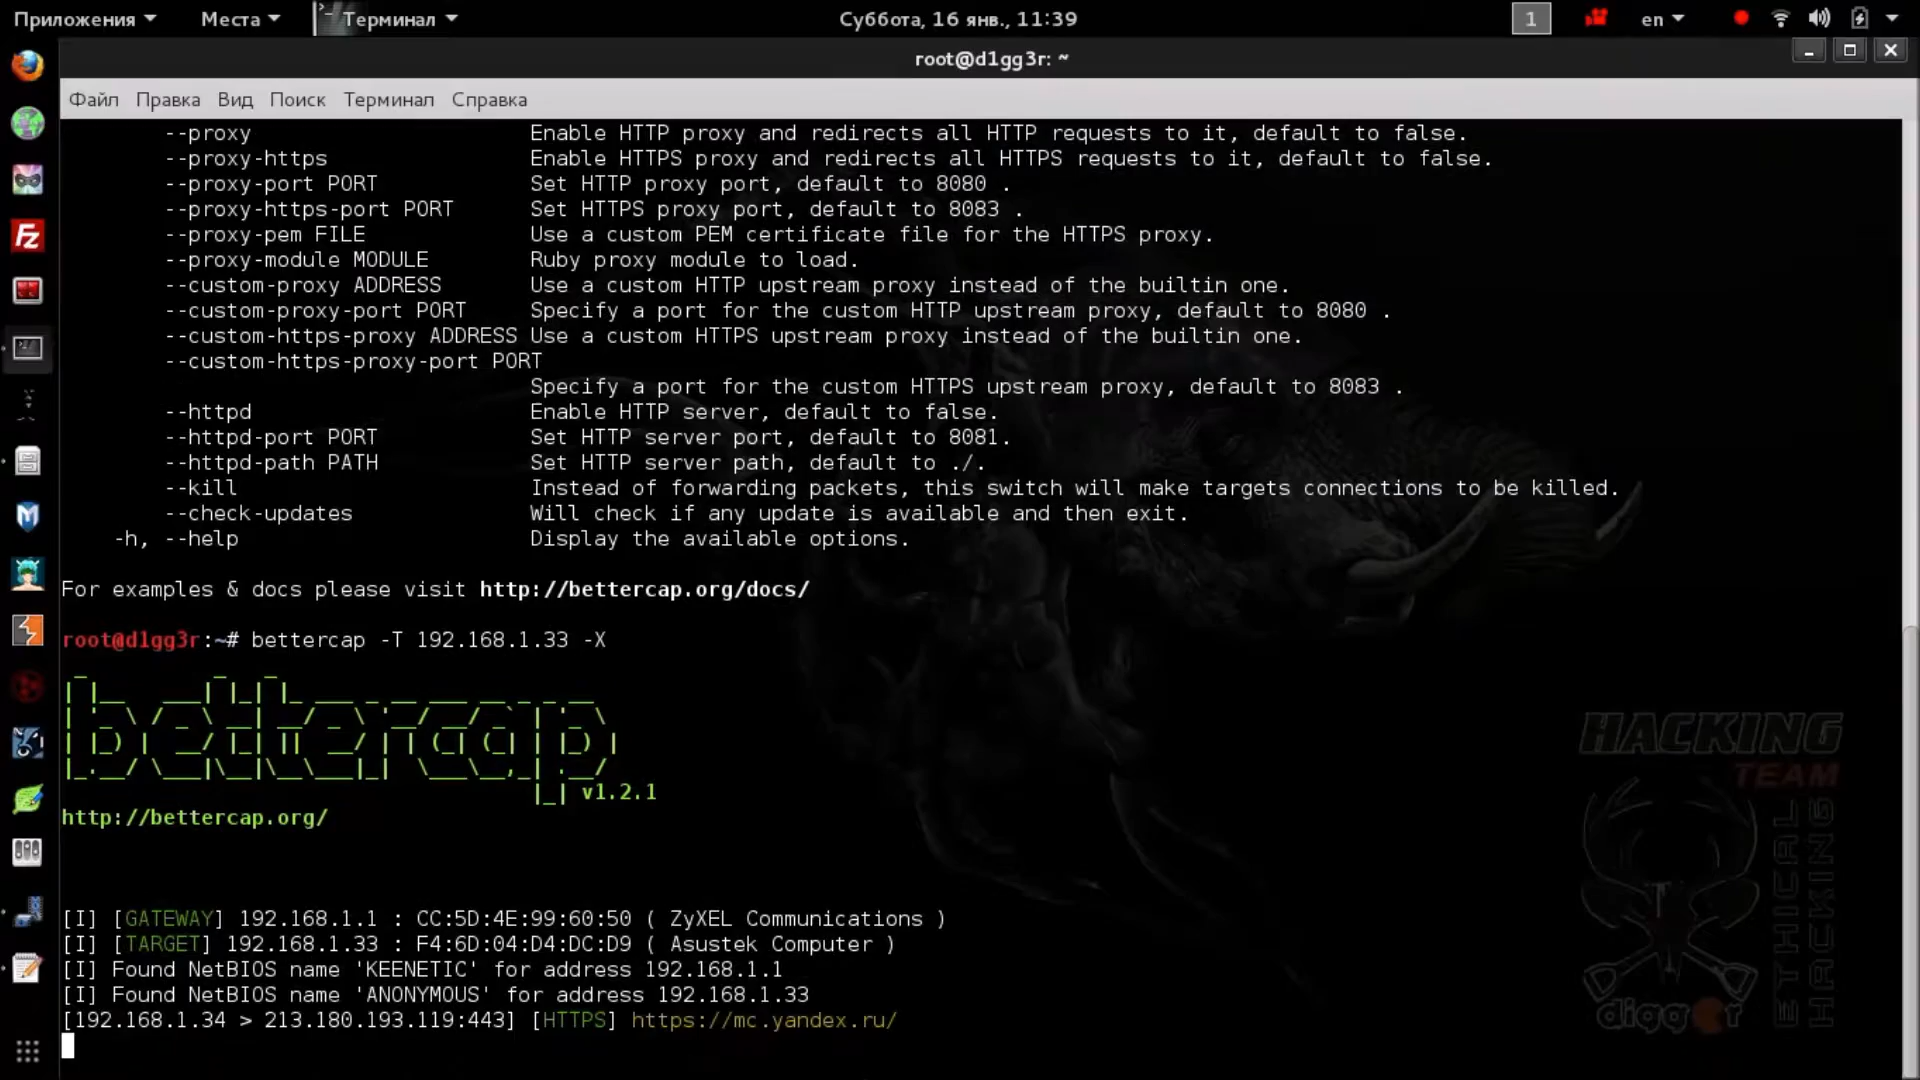 Приложения Места Терминал Суббота, 16 янв., 11:39 1 en
root@d1gg3r: ~
Файл Правка Вид Поиск Терминал Справка
--proxy Enable HTTP proxy and redirects all HTTP requests to it, default to false.
--proxy-https Enable HTTPS proxy and redirects all HTTPS requests to it, default to false.
--proxy-port PORT Set HTTP proxy port, default to 8080 .
--proxy-https-port PORT Set HTTPS proxy port, default to 8083 .
--proxy-pem FILE Use a custom PEM certificate file for the HTTPS proxy.
--proxy-module MODULE Ruby proxy module to load.
--custom-proxy ADDRESS Use a custom HTTP upstream proxy instead of the builtin one.
--custom-proxy-port PORT Specify a port for the custom HTTP upstream proxy, default to 8080 .
--custom-https-proxy ADDRESS Use a custom HTTPS upstream proxy instead of the builtin one.
--custom-https-proxy-port PORT
Specify a port for the custom HTTPS upstream proxy, default to 8083 .
--httpd Enable HTTP server, default to false.
--httpd-port PORT Set HTTP server port, default to 8081.
--httpd-path PATH Set HTTP server path, default to ./.
--kill Instead of forwarding packets, this switch will make targets connections to be killed.
--check-updates Will check if any update is available and then exit.
-h, --help Display the available options.
For examples & docs please visit http://bettercap.org/docs/
root@d1gg3r:~# bettercap -T 192.168.1.33 -X
bettercap
v1.2.1
http://bettercap.org/
[I] [GATEWAY] 192.168.1.1 : CC:5D:4E:99:60:50 ( ZyXEL Communications )
[I] [TARGET] 192.168.1.33 : F4:6D:04:D4:DC:D9 ( Asustek Computer )
[I] Found NetBIOS name 'KEENETIC' for address 192.168.1.1
[I] Found NetBIOS name 'ANONYMOUS' for address 192.168.1.33
[192.168.1.34 > 213.180.193.119:443] [HTTPS] https://mc.yandex.ru/
HACKING
TEAM
ETHICAL
HACKING
digger